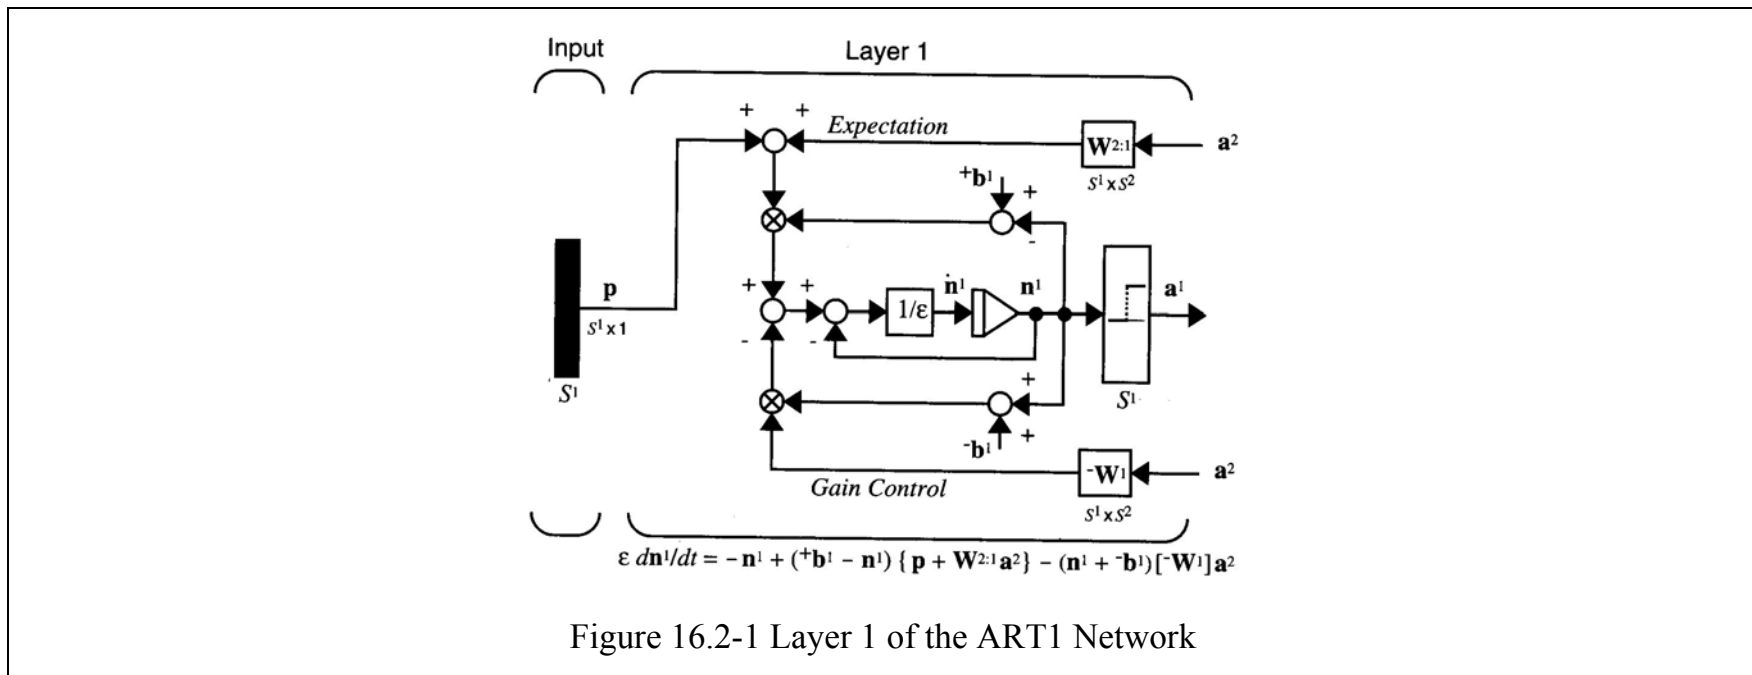 Input
Layer 1
+ +
Expectation
W²:¹
a²
S¹ x S²
⁺b¹
+
-
p
S¹ x 1
+ +
1/ε
ṅ¹
n¹
a¹
- -
S¹
+
S¹
⁻b¹
+
⁻W¹
a²
Gain Control
S¹ x S²
ε dn¹/dt = – n¹ + (⁺b¹ – n¹) { p + W²:¹a²} – (n¹ + ⁻b¹)[⁻W¹]a²
Figure 16.2-1 Layer 1 of the ART1 Network